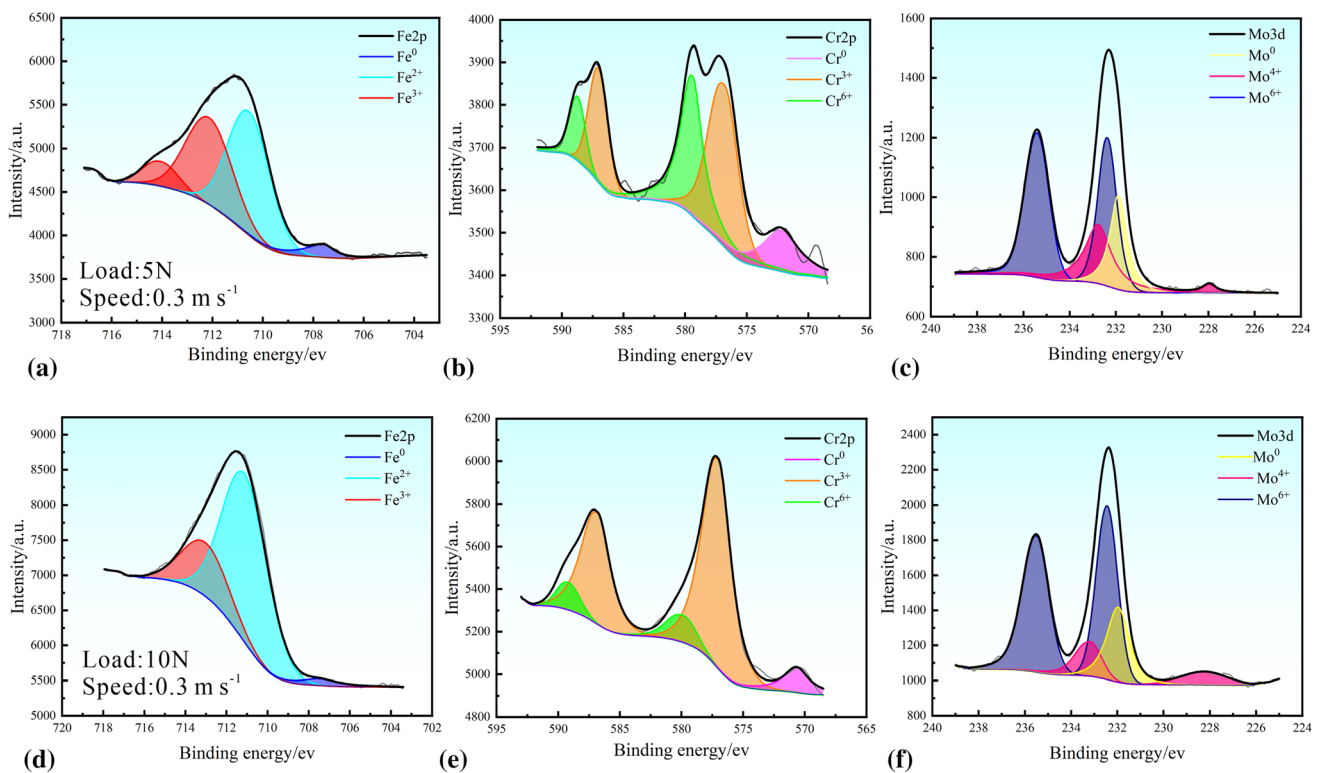 6500
6000
5500
5000
4500
4000
3500
3000
718 716 714 712 710 708 706 704
Intensity/a.u.
Binding energy/ev
Fe2p
Fe⁰
Fe²⁺
Fe³⁺
Load:5N
Speed:0.3 m s⁻¹
(a)
4000
3900
3800
3700
3600
3500
3400
3300
595 590 585 580 575 570 56
Intensity/a.u.
Binding energy/ev
Cr2p
Cr⁰
Cr³⁺
Cr⁶⁺
(b)
1600
1400
1200
1000
800
600
240 238 236 234 232 230 228 226 224
Intensity/a.u.
Binding energy/ev
Mo3d
Mo⁰
Mo⁴⁺
Mo⁶⁺
(c)
9000
8500
8000
7500
7000
6500
6000
5500
5000
720 718 716 714 712 710 708 706 704 702
Intensity/a.u.
Binding energy/ev
Fe2p
Fe⁰
Fe²⁺
Fe³⁺
Load:10N
Speed:0.3 m s⁻¹
(d)
6200
6000
5800
5600
5400
5200
5000
4800
595 590 585 580 575 570 565
Intensity/a.u.
Binding energy/ev
Cr2p
Cr⁰
Cr³⁺
Cr⁶⁺
(e)
2400
2200
2000
1800
1600
1400
1200
1000
800
240 238 236 234 232 230 228 226 224
Intensity/a.u.
Binding energy/ev
Mo3d
Mo⁰
Mo⁴⁺
Mo⁶⁺
(f)